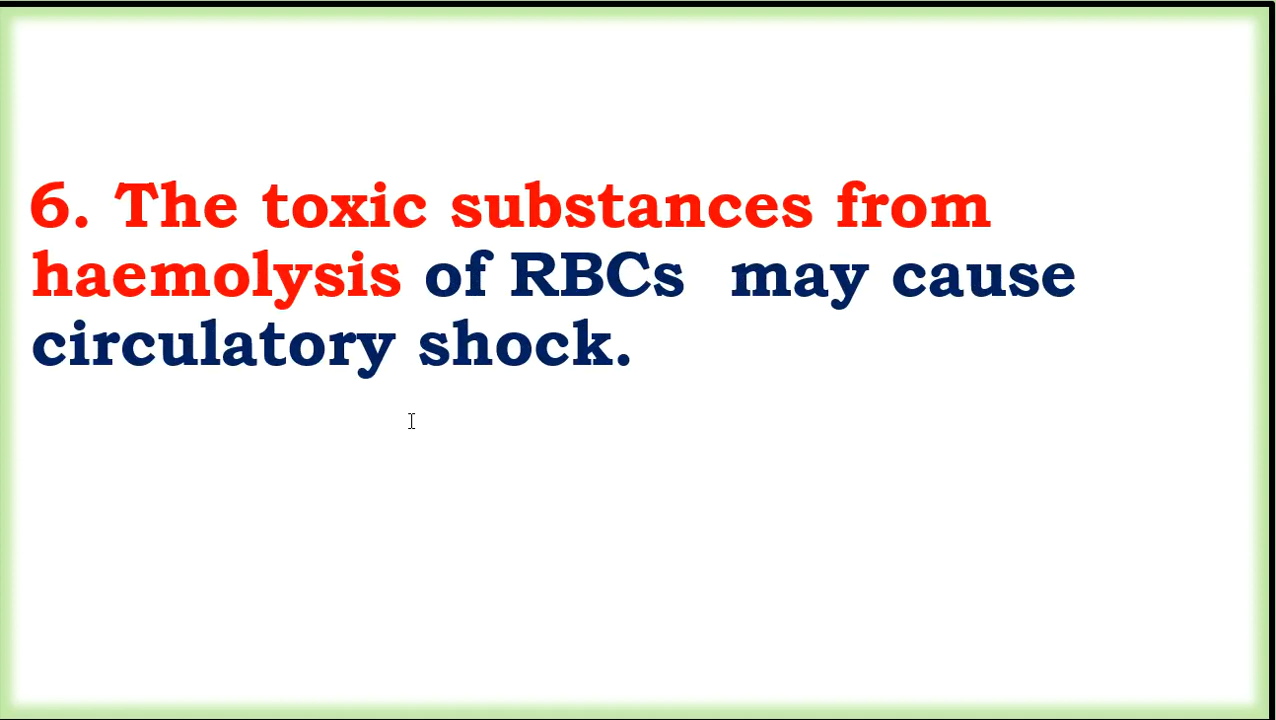 6. The toxic substances from
haemolysis of RBCs  may cause
circulatory shock.